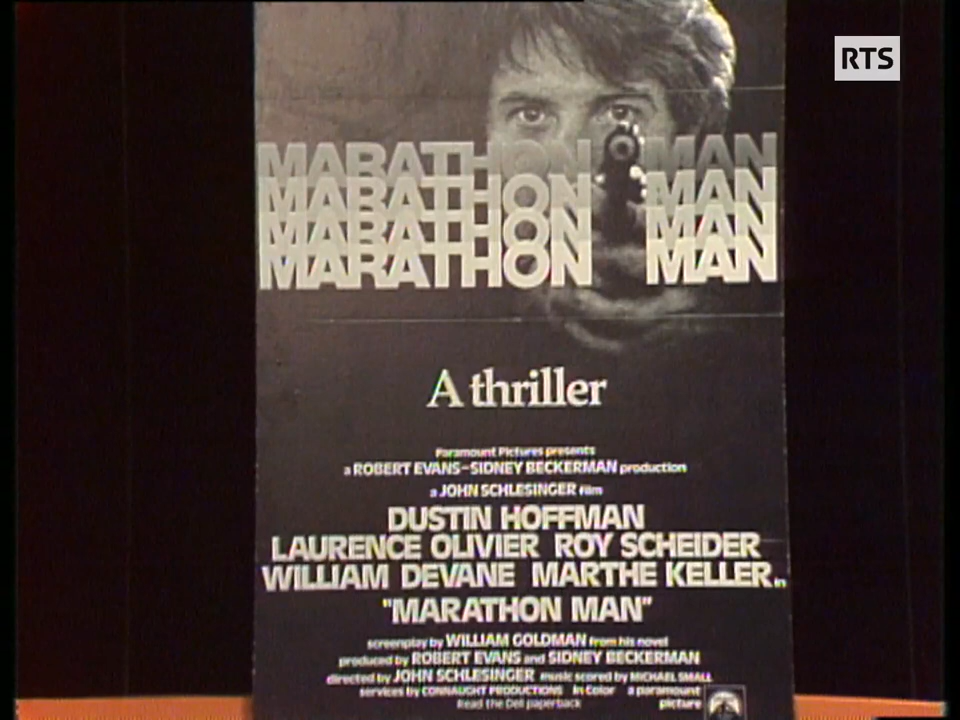 RTS
MARATHON MAN
MARATHON MAN
MARATHON MAN
MARATHON MAN
A thriller
Paramount Pictures presents
a ROBERT EVANS-SIDNEY BECKERMAN production
a JOHN SCHLESINGER film
DUSTIN HOFFMAN
LAURENCE OLIVIER ROY SCHEIDER
WILLIAM DEVANE MARTHE KELLER in
"MARATHON MAN"
screenplay by WILLIAM GOLDMAN from his novel
produced by ROBERT EVANS and SIDNEY BECKERMAN
directed by JOHN SCHLESINGER music scored by MICHAEL SMALL
services by CONNAUGHT PRODUCTIONS In Color a paramount picture
Read the Dell paperback